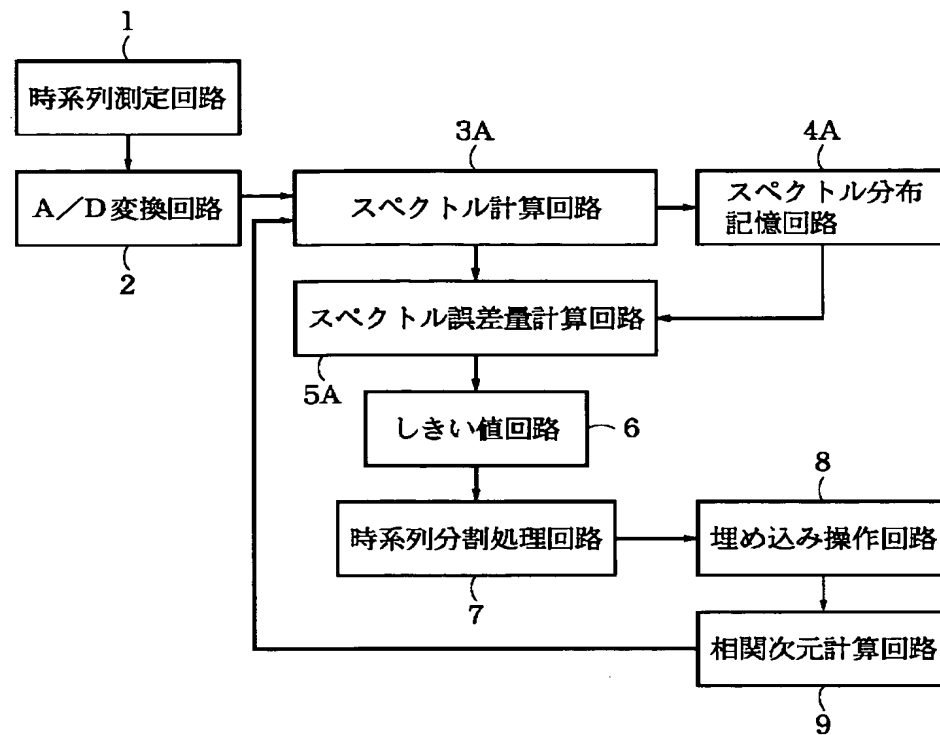 1
時系列測定回路
A/D変換回路
2
3A
スペクトル計算回路
4A
スペクトル分布
記憶回路
スペクトル誤差量計算回路
5A
しきい値回路
6
時系列分割処理回路
7
8
埋め込み操作回路
相関次元計算回路
9